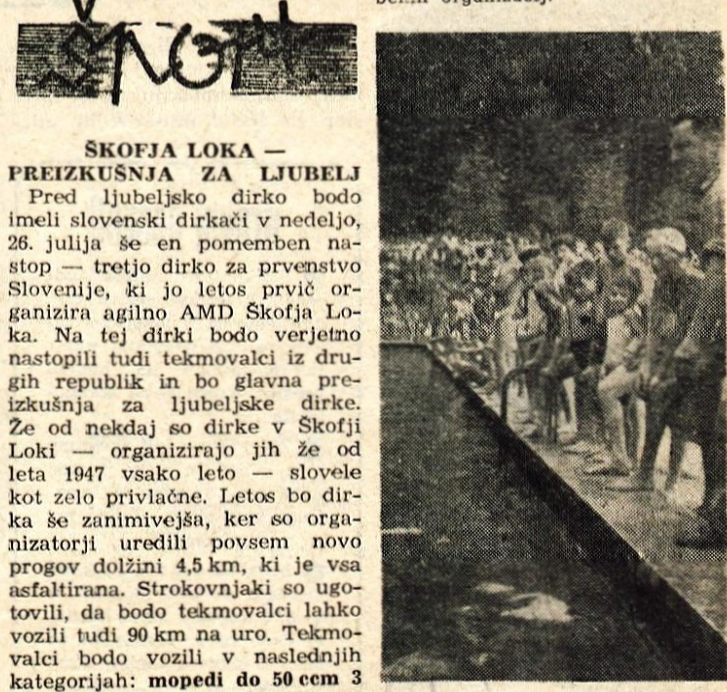 Šport
ŠKOFJA LOKA —
PREIZKUŠNJA ZA LJUBELJ
Pred ljubeljsko dirko bodo
imeli slovenski dirkači v nedeljo,
26. julija še en pomemben na-
stop — tretjo dirko za prvenstvo
Slovenije, ki jo letos prvič or-
ganizira agilno AMD Škofja Lo-
ka. Na tej dirki bodo verjetno
nastopili tudi tekmovalci iz dru-
gih republik in bo glavna pre-
izkušnja za ljubeljske dirke.
Že od nekdaj so dirke v Škofji
Loki — organizirajo jih že od
leta 1947 vsako leto — slovele
kot zelo privlačne. Letos bo dir-
ka še zanimivejša, ker so orga-
nizatorji uredili povsem novo
progov dolžini 4,5 km, ki je vsa
asfaltirana. Strokovnjaki so ugo-
tovili, da bodo tekmovalci lahko
vozili tudi 90 km na uro. Tekmo-
valci bodo vozili v naslednjih
kategorijah: mopedi do 50 ccm 3